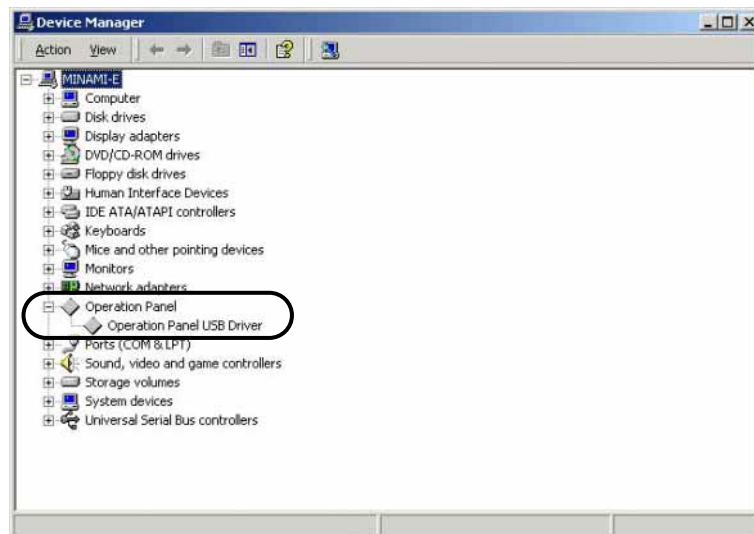 Device Manager
Action View
MINAMI-E
Computer
Disk drives
Display adapters
DVD/CD-ROM drives
Floppy disk drives
Human Interface Devices
IDE ATA/ATAPI controllers
Keyboards
Mice and other pointing devices
Monitors
Network adapters
Operation Panel
Operation Panel USB Driver
Ports (COM & LPT)
Sound, video and game controllers
Storage volumes
System devices
Universal Serial Bus controllers